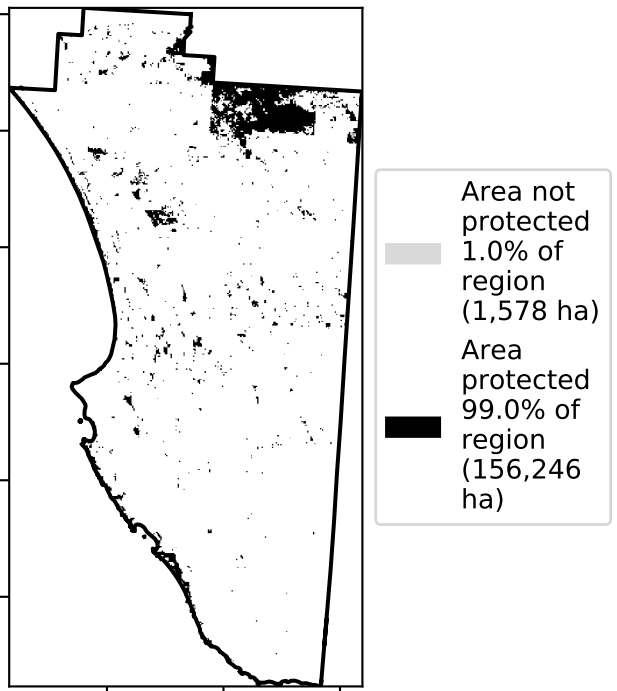 Area not
protected
1.0% of
region
(1,578 ha)
Area
protected
99.0% of
region
(156,246
ha)